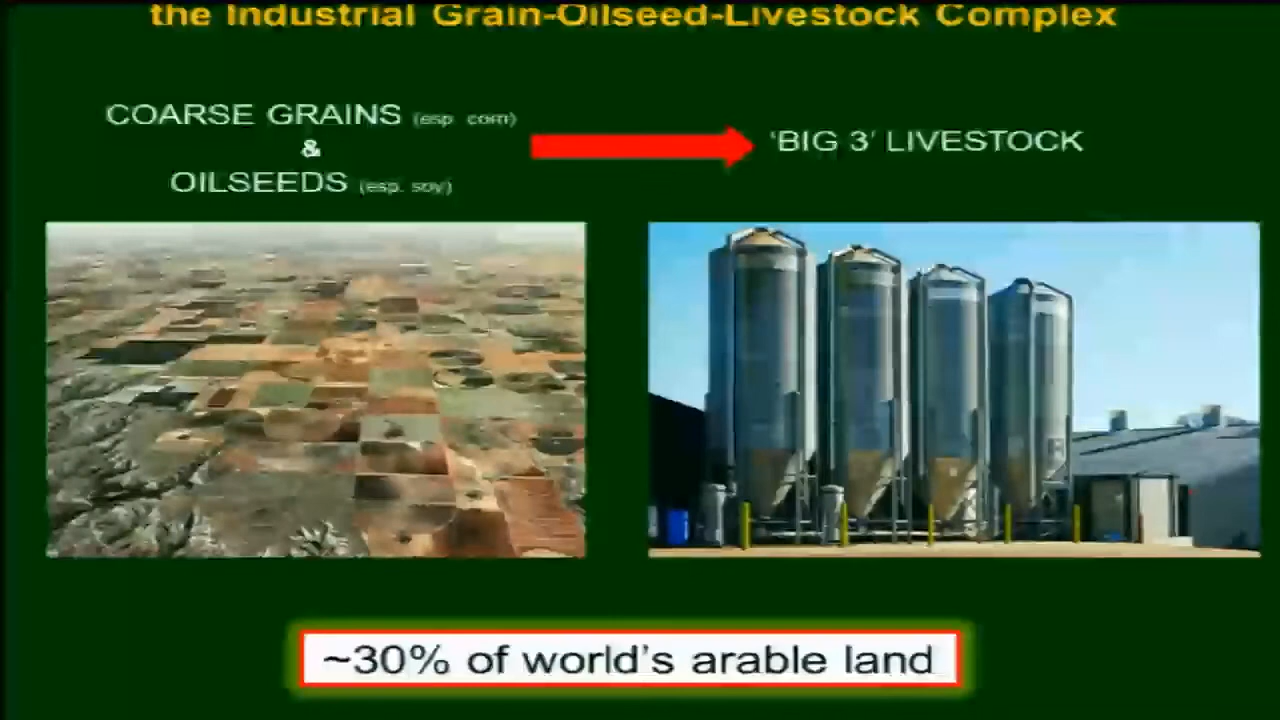 the Industrial Grain-Oilseed-Livestock Complex
COARSE GRAINS (esp. corn)
&
OILSEEDS (esp. soy)
'BIG 3' LIVESTOCK
~30% of world's arable land